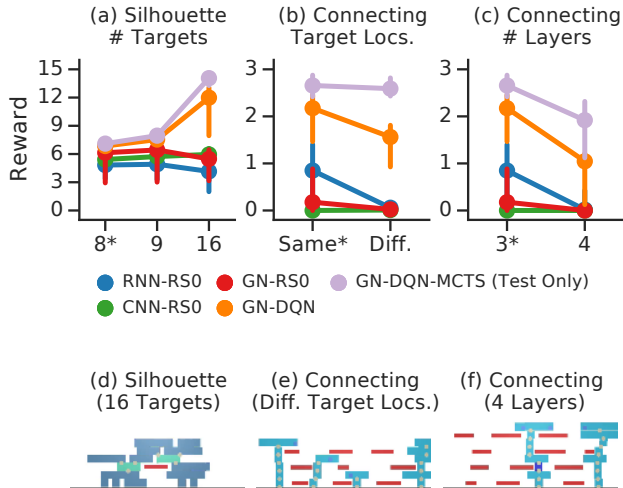 (a) Silhouette
# Targets
(b) Connecting
Target Locs.
(c) Connecting
# Layers
Reward
15
12
9
6
3
0
8*
9
16
3
2
1
0
Same*
Diff.
3
2
1
0
3*
4
RNN-RS0
GN-RS0
GN-DQN-MCTS (Test Only)
CNN-RS0
GN-DQN
(d) Silhouette
(16 Targets)
(e) Connecting
(Diff. Target Locs.)
(f) Connecting
(4 Layers)